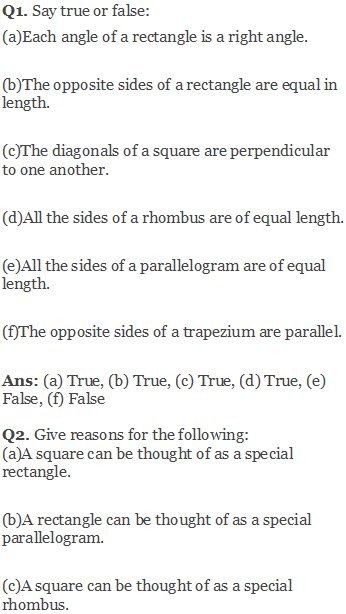 Q1. Say true or false:
(a)Each angle of a rectangle is a right angle.
(b)The opposite sides of a rectangle are equal in
length.
(c)The diagonals of a square are perpendicular
to one another.
(d)All the sides of a rhombus are of equal length.
(e)All the sides of a parallelogram are of equal
length.
(f)The opposite sides of a trapezium are parallel.
Ans: (a) True, (b) True, (c) True, (d) True, (e)
False, (f) False
Q2. Give reasons for the following:
(a)A square can be thought of as a special
rectangle.
(b)A rectangle can be thought of as a special
parallelogram.
(c)A square can be thought of as a special
rhombus.